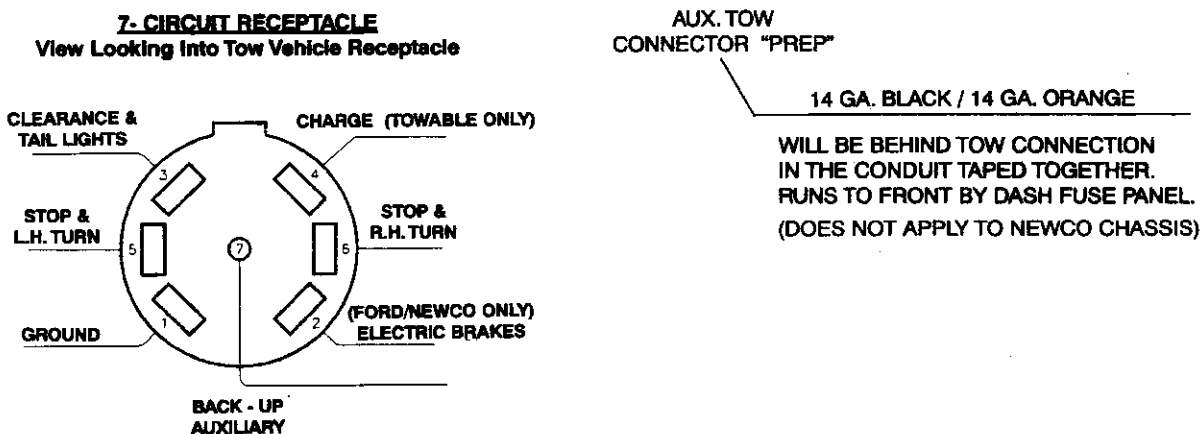 7- CIRCUIT RECEPTACLE
View Looking Into Tow Vehicle Receptacle
CLEARANCE &
TAIL LIGHTS
CHARGE (TOWABLE ONLY)
3
4
STOP &
L.H. TURN
STOP &
R.H. TURN
5
7
6
1
2
GROUND
(FORD/NEWCO ONLY)
ELECTRIC BRAKES
BACK - UP
AUXILIARY
AUX. TOW
CONNECTOR "PREP"
14 GA. BLACK / 14 GA. ORANGE
WILL BE BEHIND TOW CONNECTION
IN THE CONDUIT TAPED TOGETHER.
RUNS TO FRONT BY DASH FUSE PANEL.
(DOES NOT APPLY TO NEWCO CHASSIS)